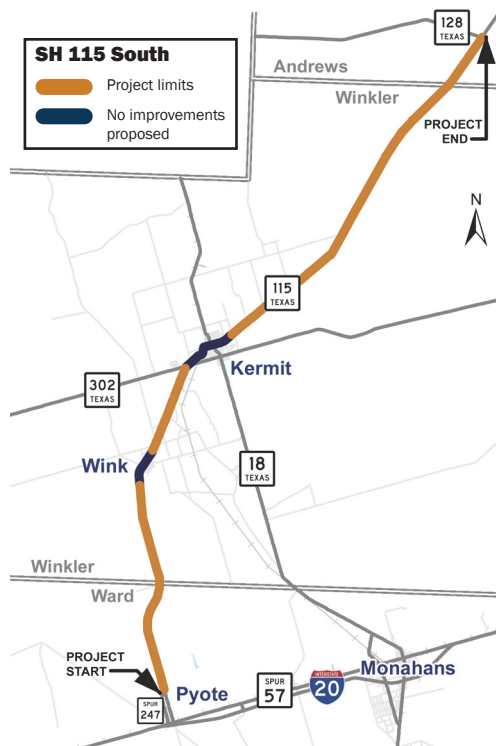 SH 115 South
Project limits
No improvements
proposed
128
TEXAS
Andrews
Winkler
PROJECT
END
N
115
TEXAS
Kermit
302
TEXAS
Wink
18
TEXAS
Winkler
Ward
PROJECT
START
Pyote
SPUR
247
SPUR
57
INTERSTATE
20
Monahans